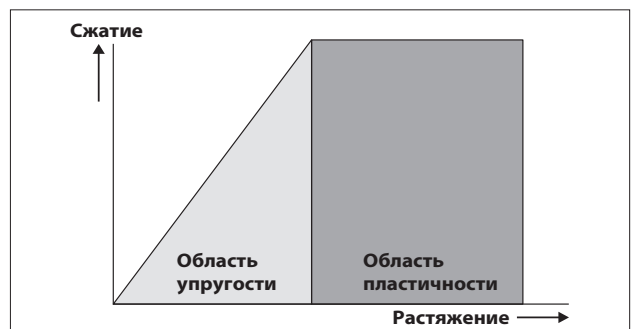 Сжатие
Область
упругости
Область
пластичности
Растяжение